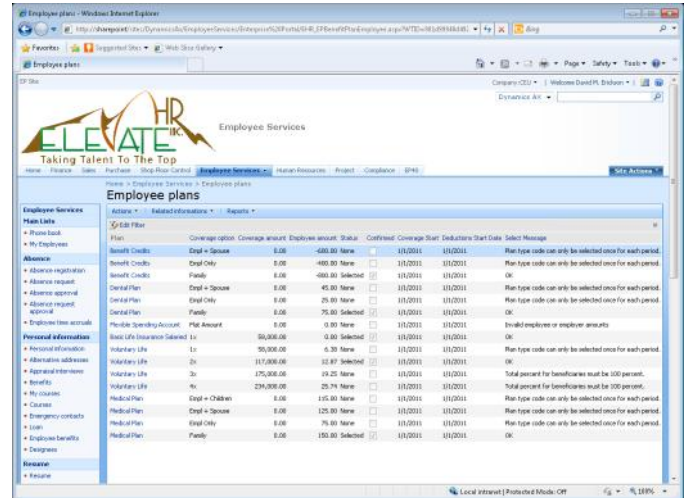 Employee plans - Windows Internet Explorer
Bing
Favorites Suggested Sites Web Slice Gallery
Employee plans
Page Safety Tools
EP Site
Company: CEU Welcome David M. Erickson
Dynamics AX
ELEVATE HR INC.
Taking Talent To The Top
Employee Services
Home Finance Sales Purchase Shop Floor Control Employee Services Human Resources Project Compliance
Site Actions
Home > Employee Services > Employee plans
Employee plans
Employee Services
Main Lists
Phone book
My Employees
Absence
Absence registration
Absence request
Absence approval
Absence request approval
Employee time accruals
Personal information
Personal information
Alternative addresses
Appraisal interviews
Benefits
My courses
Courses
Emergency contacts
Loan
Employee benefits
Designees
Resume
Resume
Actions Related informations Reports
Edit Filter
Plan Coverage option Coverage amount Employee amount Status Confirmed Coverage Start Deductions Start Date Select Message
Benefit Credits Empl + Spouse 0.00 -600.00 None 1/1/2011 1/1/2011 Plan type code can only be selected once for each period.
Benefit Credits Empl Only 0.00 -400.00 None 1/1/2011 1/1/2011 Plan type code can only be selected once for each period.
Benefit Credits Family 0.00 -800.00 Selected 1/1/2011 1/1/2011 OK
Dental Plan Empl + Spouse 0.00 45.00 None 1/1/2011 1/1/2011 Plan type code can only be selected once for each period.
Dental Plan Empl Only 0.00 25.00 None 1/1/2011 1/1/2011 Plan type code can only be selected once for each period.
Dental Plan Family 0.00 75.00 Selected 1/1/2011 1/1/2011 OK
Flexible Spending Account Flat Amount 0.00 0.00 None 1/1/2011 1/1/2011 Invalid employee or employer amounts
Basic Life Insurance Salaried 1x 0.00 Selected 1/1/2011 1/1/2011 OK
Voluntary Life 1x 6.38 None 1/1/2011 1/1/2011 Plan type code can only be selected once for each period.
Voluntary Life 2x 117,000.00 12.87 Selected 1/1/2011 1/1/2011 OK
Voluntary Life 3x 175,000.00 19.25 None 1/1/2011 1/1/2011 Total percent for beneficiaries must be 100 percent.
Voluntary Life 4x 234,000.00 25.74 None 1/1/2011 1/1/2011 Total percent for beneficiaries must be 100 percent.
Medical Plan Empl + Children 0.00 115.00 None 1/1/2011 1/1/2011 Plan type code can only be selected once for each period.
Medical Plan Empl + Spouse 0.00 125.00 None 1/1/2011 1/1/2011 Plan type code can only be selected once for each period.
Medical Plan Empl Only 0.00 75.00 None 1/1/2011 1/1/2011 Plan type code can only be selected once for each period.
Medical Plan Family 0.00 150.00 Selected 1/1/2011 1/1/2011 OK
Local intranet | Protected Mode: Off 100%